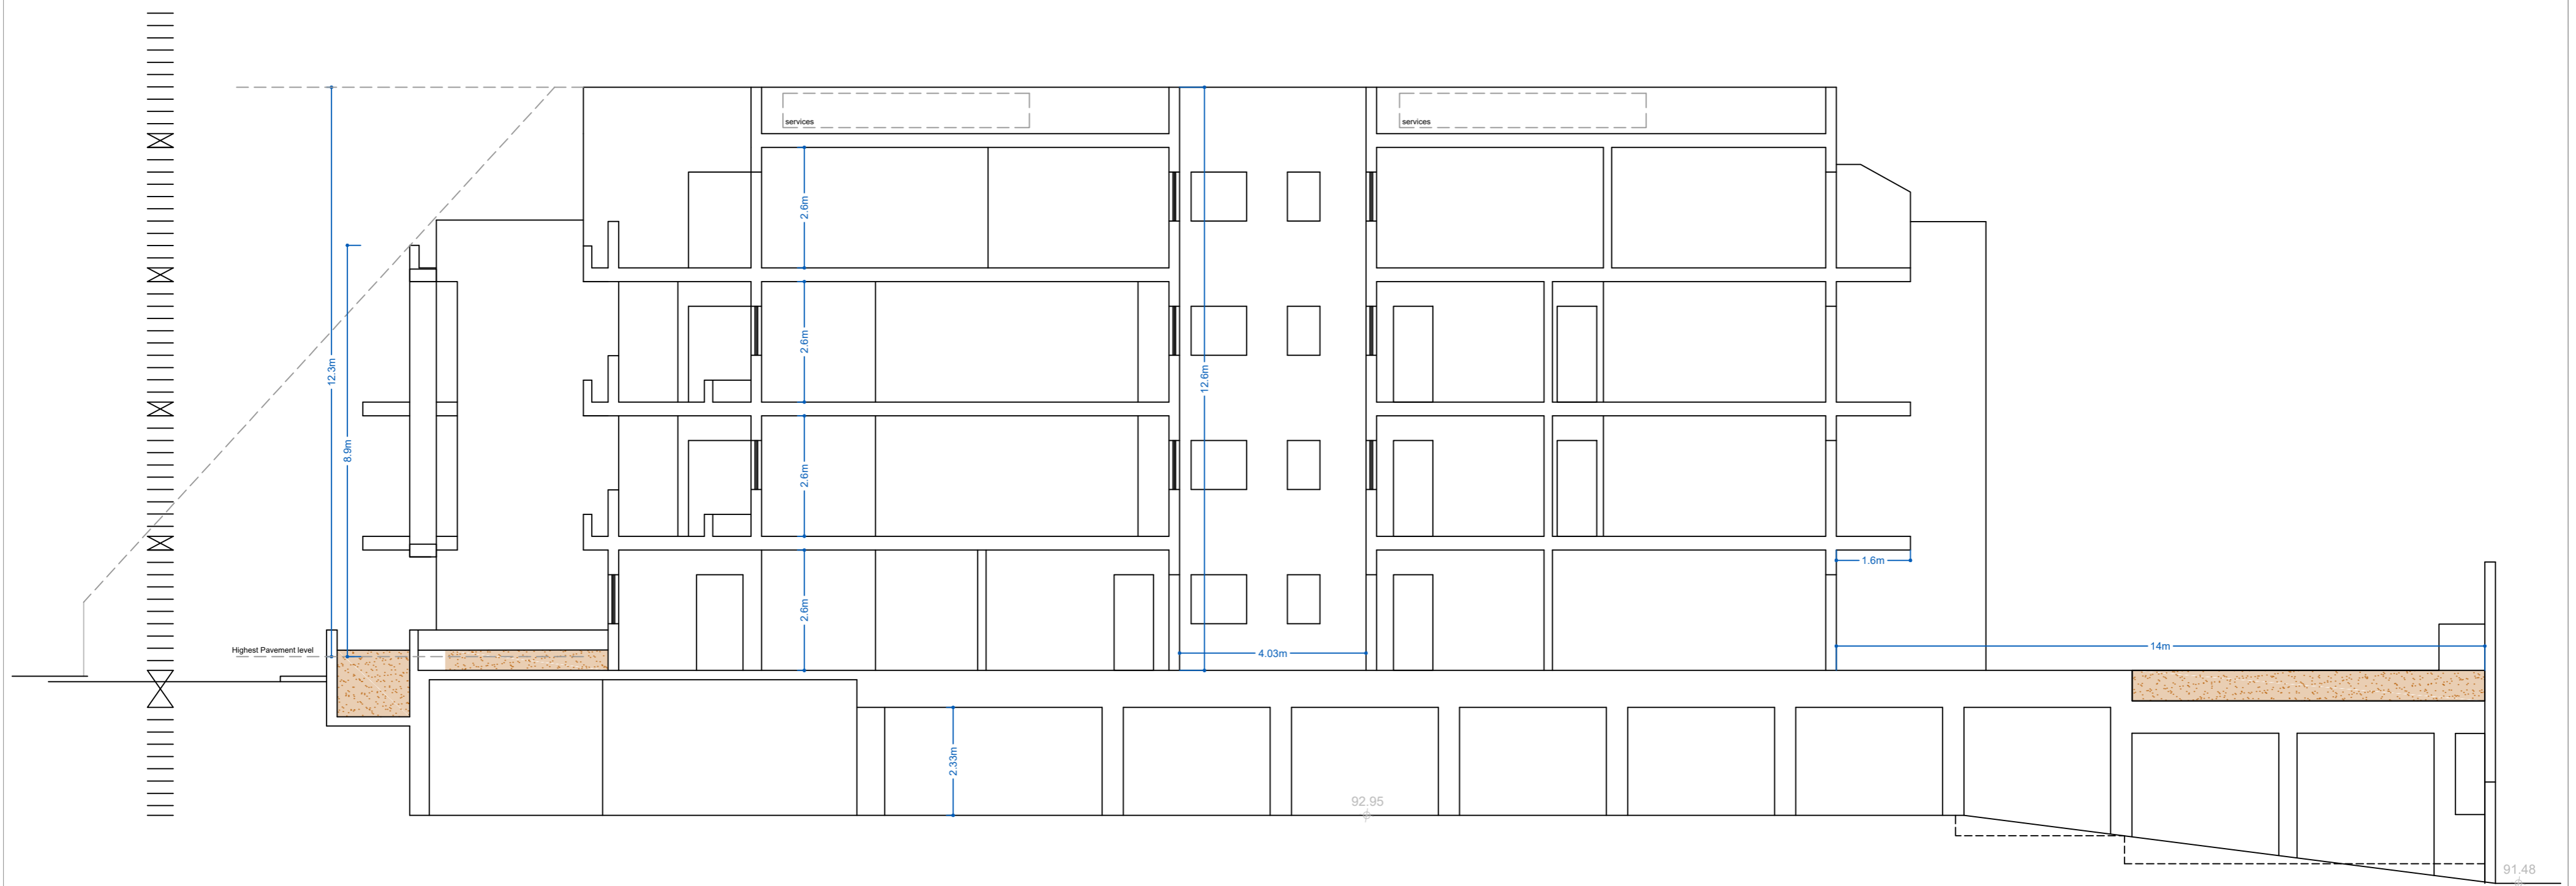 services
services
2.6m
12.3m
2.6m
12.6m
8.9m
2.6m
1.6m
2.6m
Highest Pavement level
4.03m
14m
2.33m
92.95
91.48